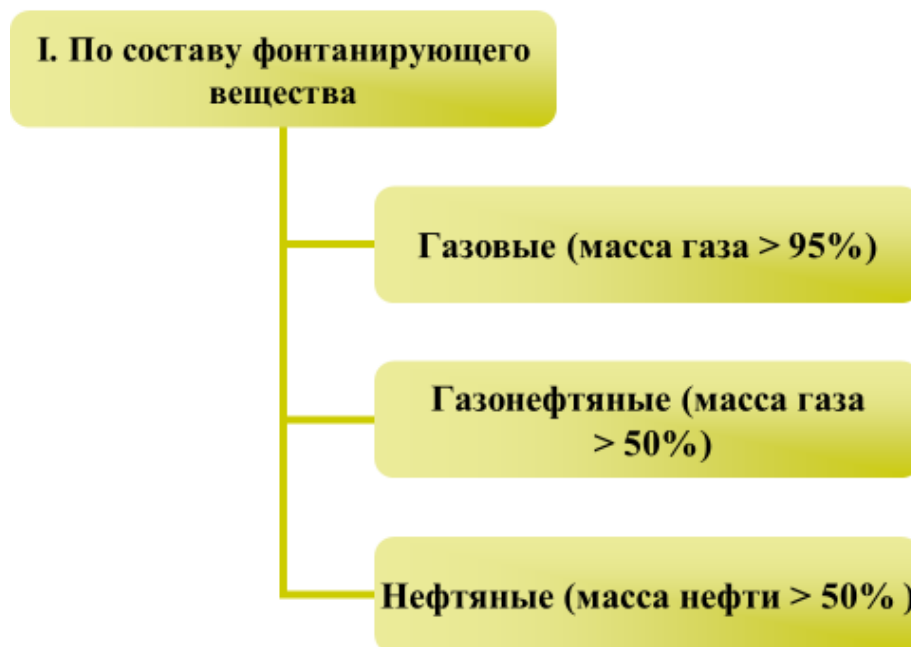 I. По составу фонтанирующего
вещества
Газовые (масса газа > 95%)
Газонефтяные (масса газа
> 50%)
Нефтяные (масса нефти > 50% )